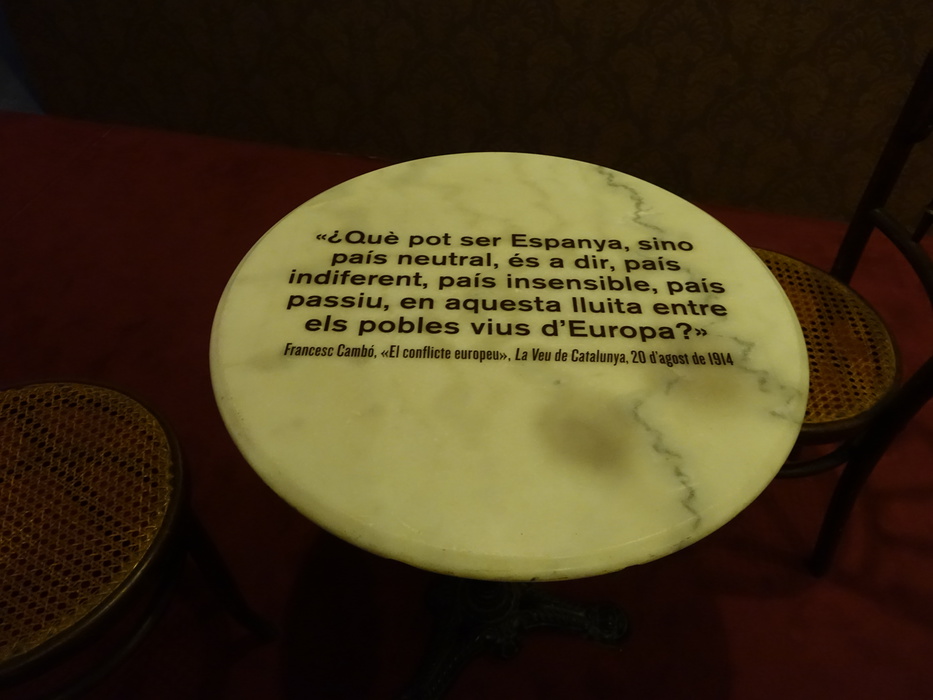 «¿Què pot ser Espanya, sino
país neutral, és a dir, país
indiferent, país insensible, país
passiu, en aquesta lluita entre
els pobles vius d'Europa?»
Francesc Cambó, «El conflicte europeu», La Veu de Catalunya, 20 d'agost de 1914